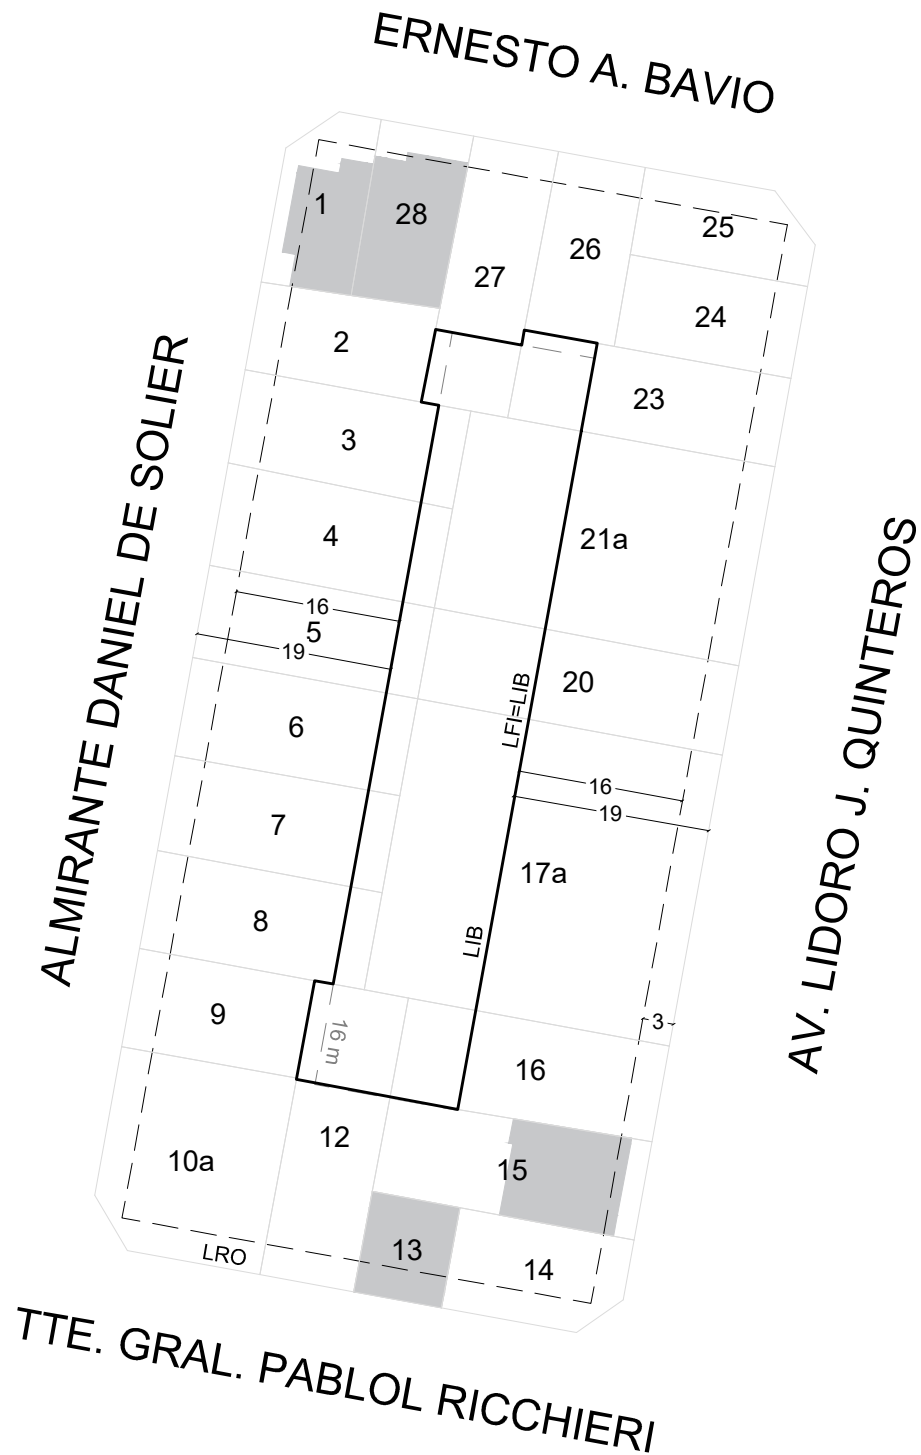 ERNESTO A. BAVIO
1
28
27
26
25
24
2
23
3
ALMIRANTE DANIEL DE SOLIER
4
21a
16
5
19
20
6
LFI=LIB
16
19
AV. LIDORO J. QUINTEROS
7
17a
8
LIB
9
3
16 m
16
12
10a
15
LRO
13
14
TTE. GRAL. PABLOL RICCHIERI